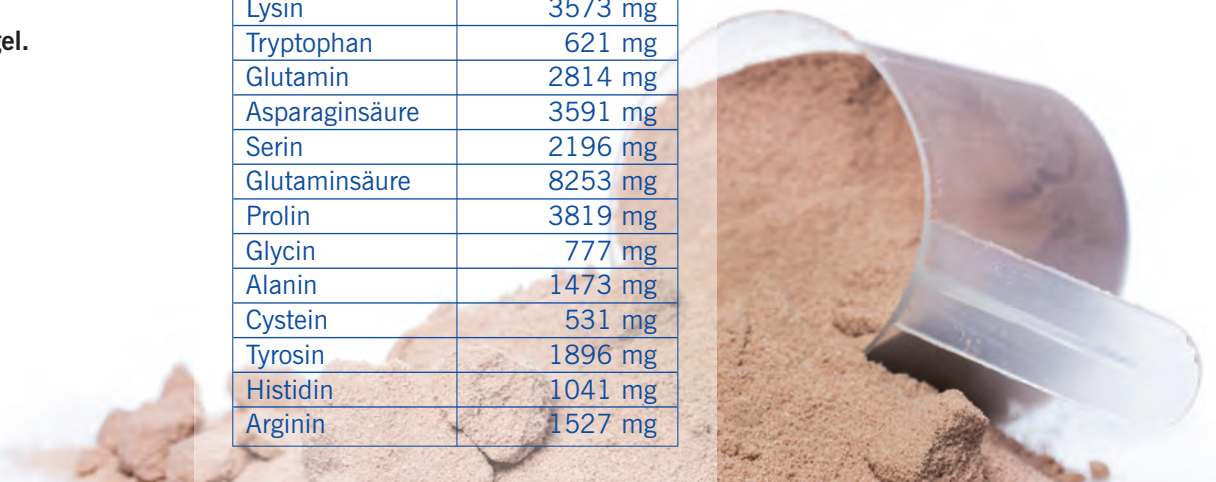 Lysin 3573 mg
gel.
Tryptophan 621 mg
Glutamin 2814 mg
Asparaginsäure 3591 mg
Serin 2196 mg
Glutaminsäure 8253 mg
Prolin 3819 mg
Glycin 777 mg
Alanin 1473 mg
Cystein 531 mg
Tyrosin 1896 mg
Histidin 1041 mg
Arginin 1527 mg